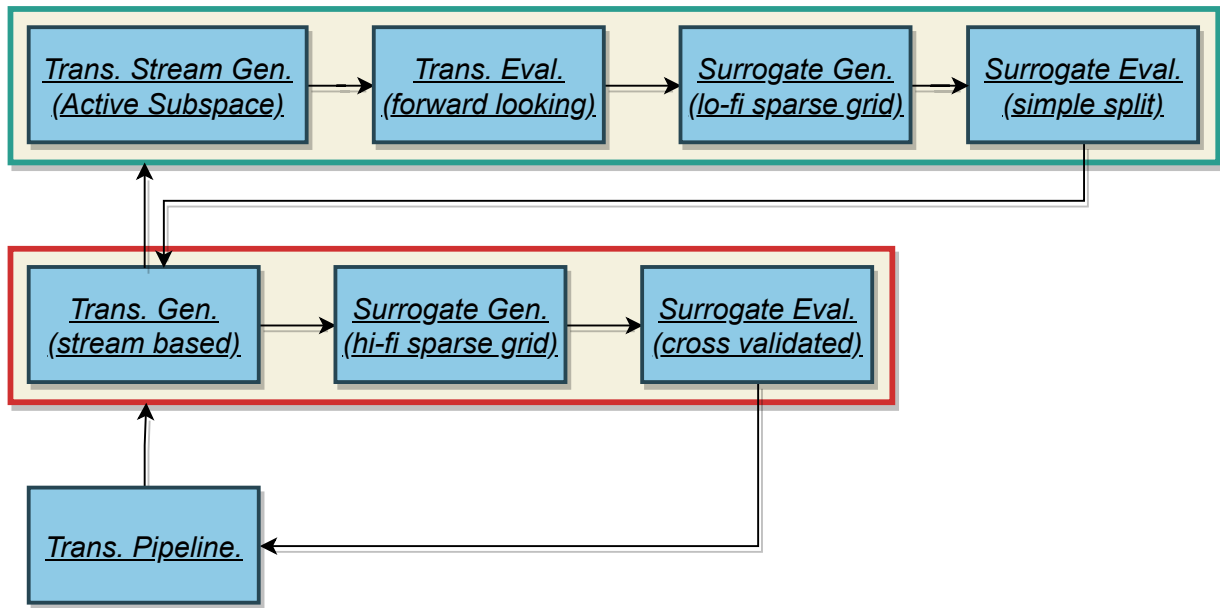 Trans. Stream Gen.
(Active Subspace)
Trans. Eval.
(forward looking)
Surrogate Gen.
(lo-fi sparse grid)
Surrogate Eval.
(simple split)
Trans. Gen.
(stream based)
Surrogate Gen.
(hi-fi sparse grid)
Surrogate Eval.
(cross validated)
Trans. Pipeline.